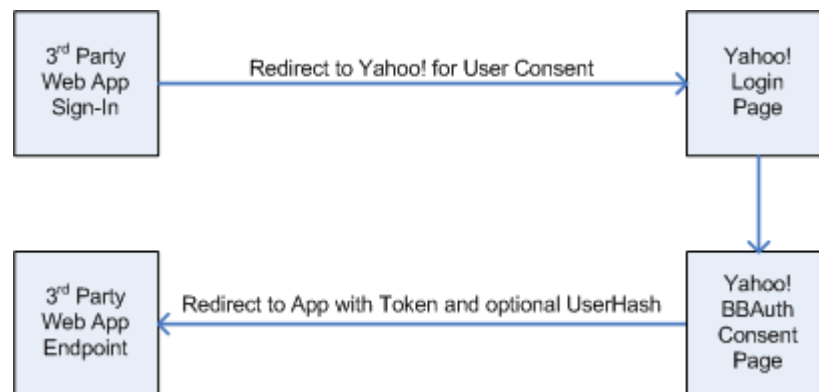 3rd Party
Web App
Sign-In
Redirect to Yahoo! for User Consent
Yahoo!
Login
Page
3rd Party
Web App
Endpoint
Redirect to App with Token and optional UserHash
Yahoo!
BBAuth
Consent
Page